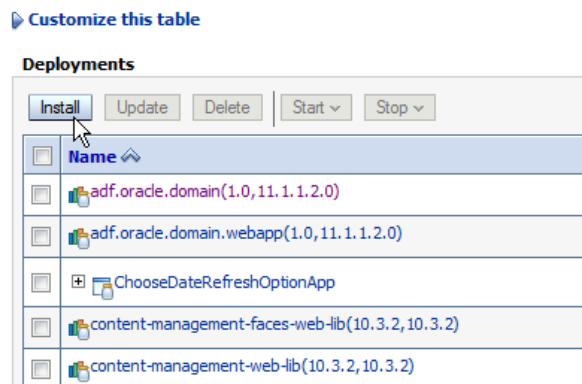 Customize this table
Deployments
Install Update Delete Start Stop
Name
adf.oracle.domain(1.0,11.1.1.2.0)
adf.oracle.domain.webapp(1.0,11.1.1.2.0)
ChooseDateRefreshOptionApp
content-management-faces-web-lib(10.3.2,10.3.2)
content-management-web-lib(10.3.2,10.3.2)